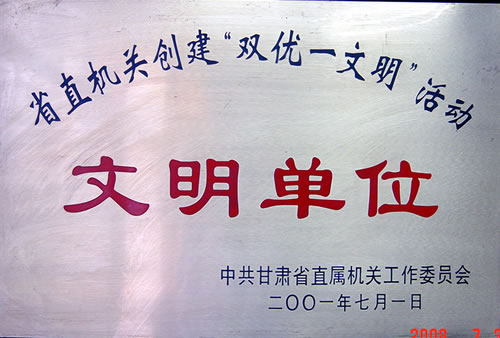 省直机关创建“双优一文明”活动
文明单位
中共甘肃省直属机关工作委员会
二〇〇一年七月一日
2008